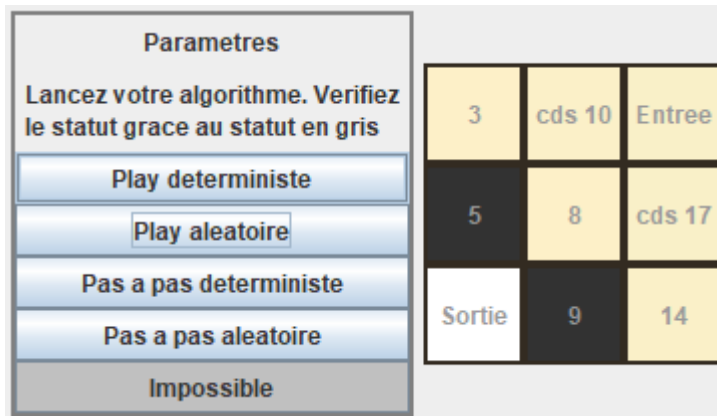 Parametres
Lancez votre algorithme. Verifiez
le statut grace au statut en gris
Play deterministe
Play aleatoire
Pas a pas deterministe
Pas a pas aleatoire
Impossible
3 cds 10 Entree
5 8 cds 17
Sortie 9 14